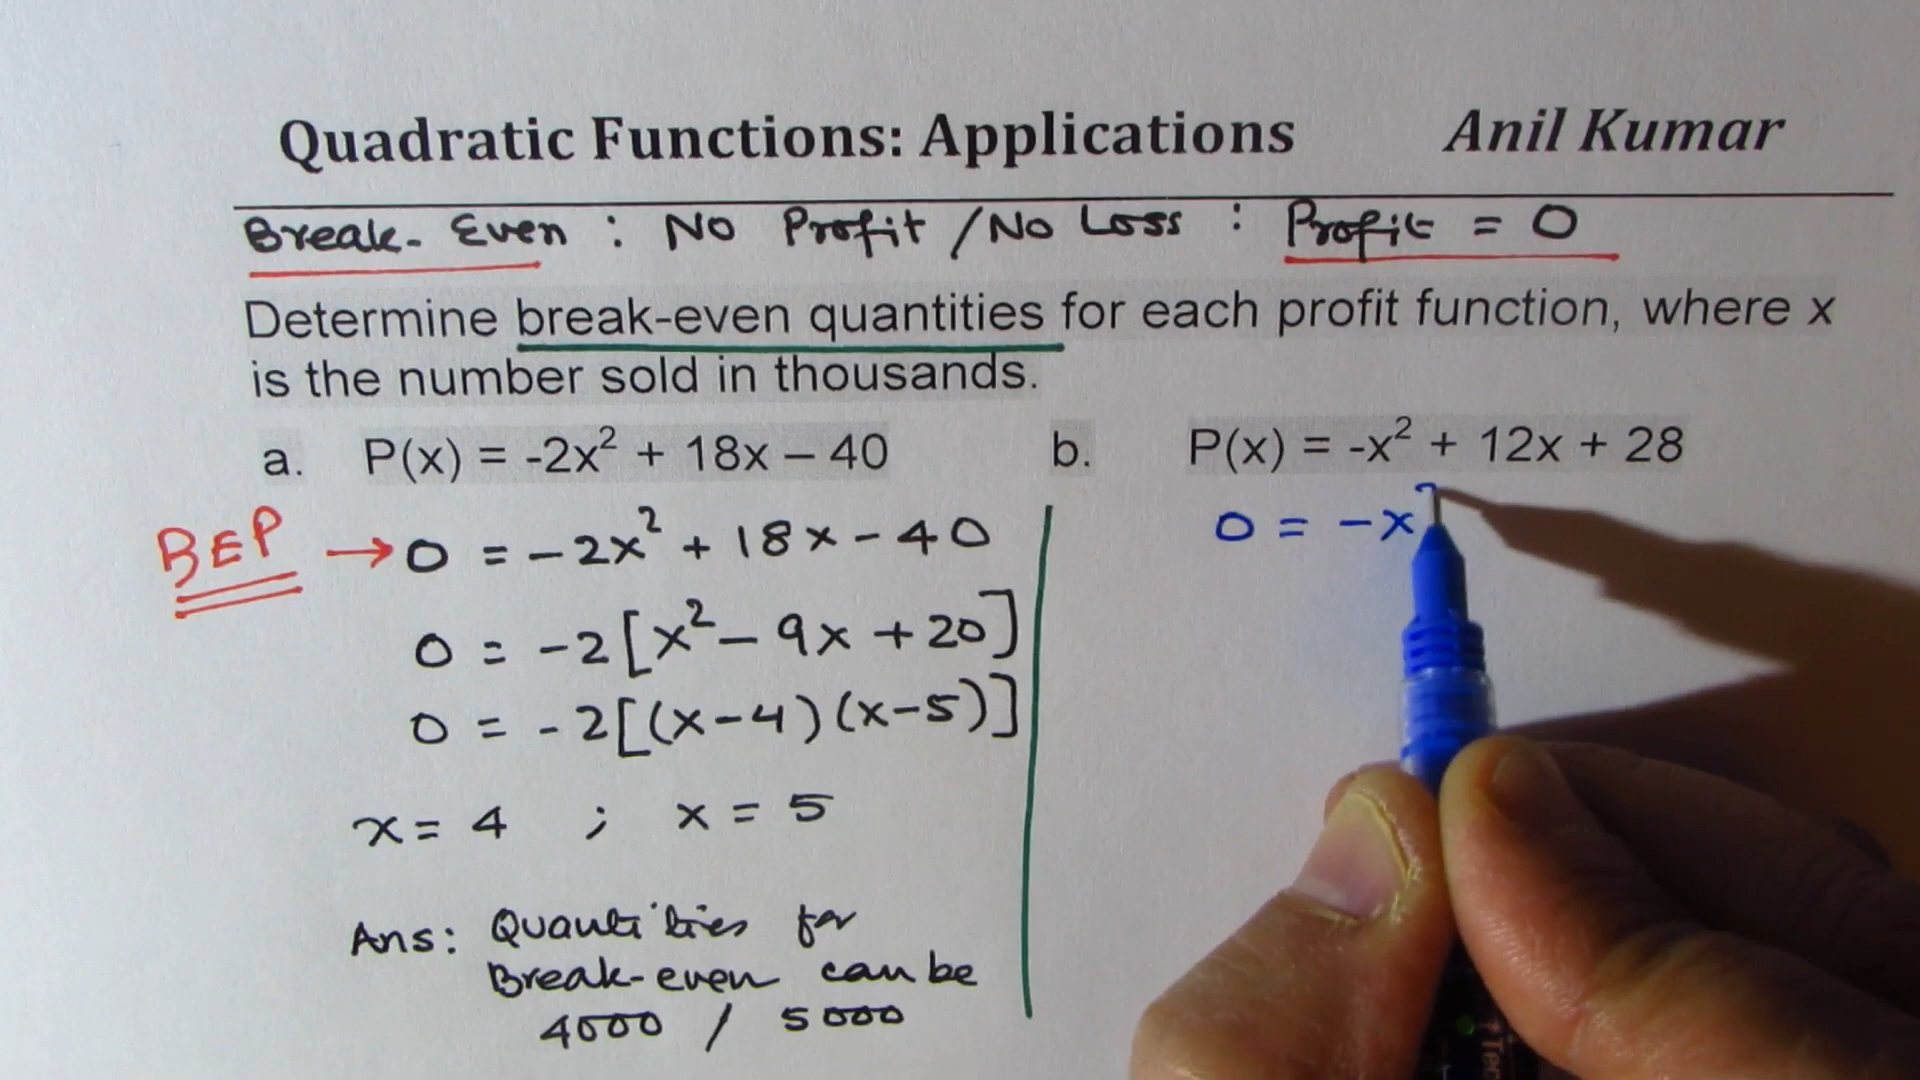 Quadratic Functions: Applications Anil Kumar
Break-Even : No Profit / No Loss : Profit = 0
Determine break-even quantities for each profit function, where x
is the number sold in thousands.
a. P(x) = -2x² + 18x – 40
BEP → 0 = -2x² + 18x - 40
0 = -2[x² - 9x + 20]
0 = -2[(x-4)(x-5)]
x = 4 ; x = 5
Ans: Quantities for
Break-even can be
4000 / 5000
b. P(x) = -x² + 12x + 28
0 = -x²